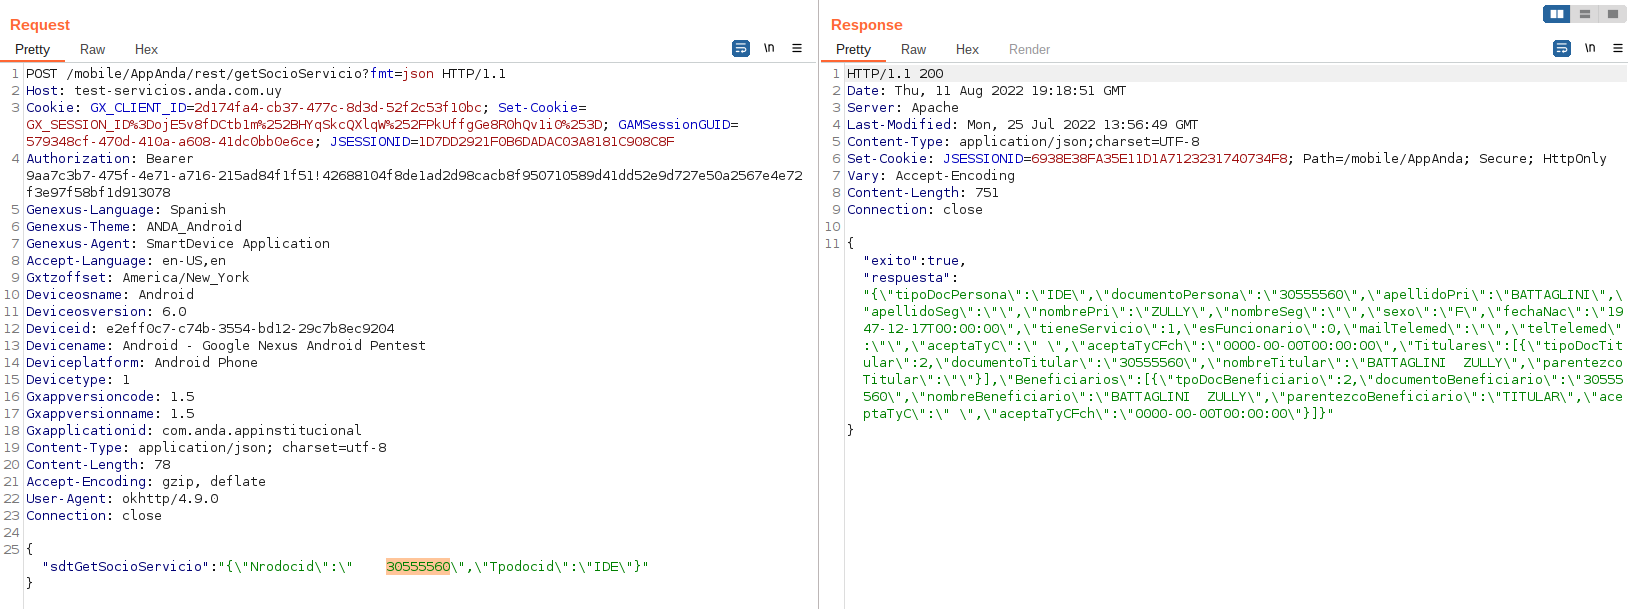 Request
Pretty Raw Hex \n
1 POST /mobile/AppAnda/rest/getSocioServicio?fmt=json HTTP/1.1
2 Host: test-servicios.anda.com.uy
3 Cookie: GX_CLIENT_ID=2d174fa4-cb37-477c-8d3d-52f2c53f10bc; Set-Cookie=
GX_SESSION_ID%3DojE5v8fDCtb1m%252BHYqSkcQXlqW%252FPkUffgGe8R0hQv1i0%253D; GAMSessionGUID=
579348cf-470d-410a-a608-41dc0bb0e6ce; JSESSIONID=1D7DD2921F0B6DADAC03A8181C908C8F
4 Authorization: Bearer
9aa7c3b7-475f-4e71-a716-215ad84f1f51!42688104f8de1ad2d98cacb8f950710589d41dd52e9d727e50a2567e4e72
f3e97f58bf1d913078
5 Genexus-Language: Spanish
6 Genexus-Theme: ANDA_Android
7 Genexus-Agent: SmartDevice Application
8 Accept-Language: en-US,en
9 Gxtzoffset: America/New_York
10 Deviceosname: Android
11 Deviceosversion: 6.0
12 Deviceid: e2eff0c7-c74b-3554-bd12-29c7b8ec9204
13 Devicename: Android - Google Nexus Android Pentest
14 Deviceplatform: Android Phone
15 Devicetype: 1
16 Gxappversioncode: 1.5
17 Gxappversionname: 1.5
18 Gxapplicationid: com.anda.appinstitucional
19 Content-Type: application/json; charset=utf-8
20 Content-Length: 78
21 Accept-Encoding: gzip, deflate
22 User-Agent: okhttp/4.9.0
23 Connection: close
24
25 {
"sdtGetSocioServicio":"{\"Nrodocid\":\"    30555560\",\"Tpodocid\":\"IDE\"}"
}
Response
Pretty Raw Hex Render \n
1 HTTP/1.1 200
2 Date: Thu, 11 Aug 2022 19:18:51 GMT
3 Server: Apache
4 Last-Modified: Mon, 25 Jul 2022 13:56:49 GMT
5 Content-Type: application/json;charset=UTF-8
6 Set-Cookie: JSESSIONID=6938E38FA35E11D1A7123231740734F8; Path=/mobile/AppAnda; Secure; HttpOnly
7 Vary: Accept-Encoding
8 Content-Length: 751
9 Connection: close
10
11 {
"exito":true,
"respuesta":
"{\"tipoDocPersona\":\"IDE\",\"documentoPersona\":\"30555560\",\"apellidoPri\":\"BATTAGLINI\",\
"apellidoSeg\":\"\",\"nombrePri\":\"ZULLY\",\"nombreSeg\":\"\",\"sexo\":\"F\",\"fechaNac\":\"19
47-12-17T00:00:00\",\"tieneServicio\":1,\"esFuncionario\":0,\"mailTelemed\":\"\",\"telTelemed\"
:\"\",\"aceptaTyC\":\" \",\"aceptaTyCFch\":\"0000-00-00T00:00:00\",\"Titulares\":[{\"tipoDocTit
ular\":2,\"documentoTitular\":\"30555560\",\"nombreTitular\":\"BATTAGLINI  ZULLY\",\"parentezco
Titular\":\"\"}],\"Beneficiarios\":[{\"tpoDocBeneficiario\":2,\"documentoBeneficiario\":\"30555
560\",\"nombreBeneficiario\":\"BATTAGLINI  ZULLY\",\"parentezcoBeneficiario\":\"TITULAR\",\"ace
ptaTyC\":\" \",\"aceptaTyCFch\":\"0000-00-00T00:00:00\"}]}"
}